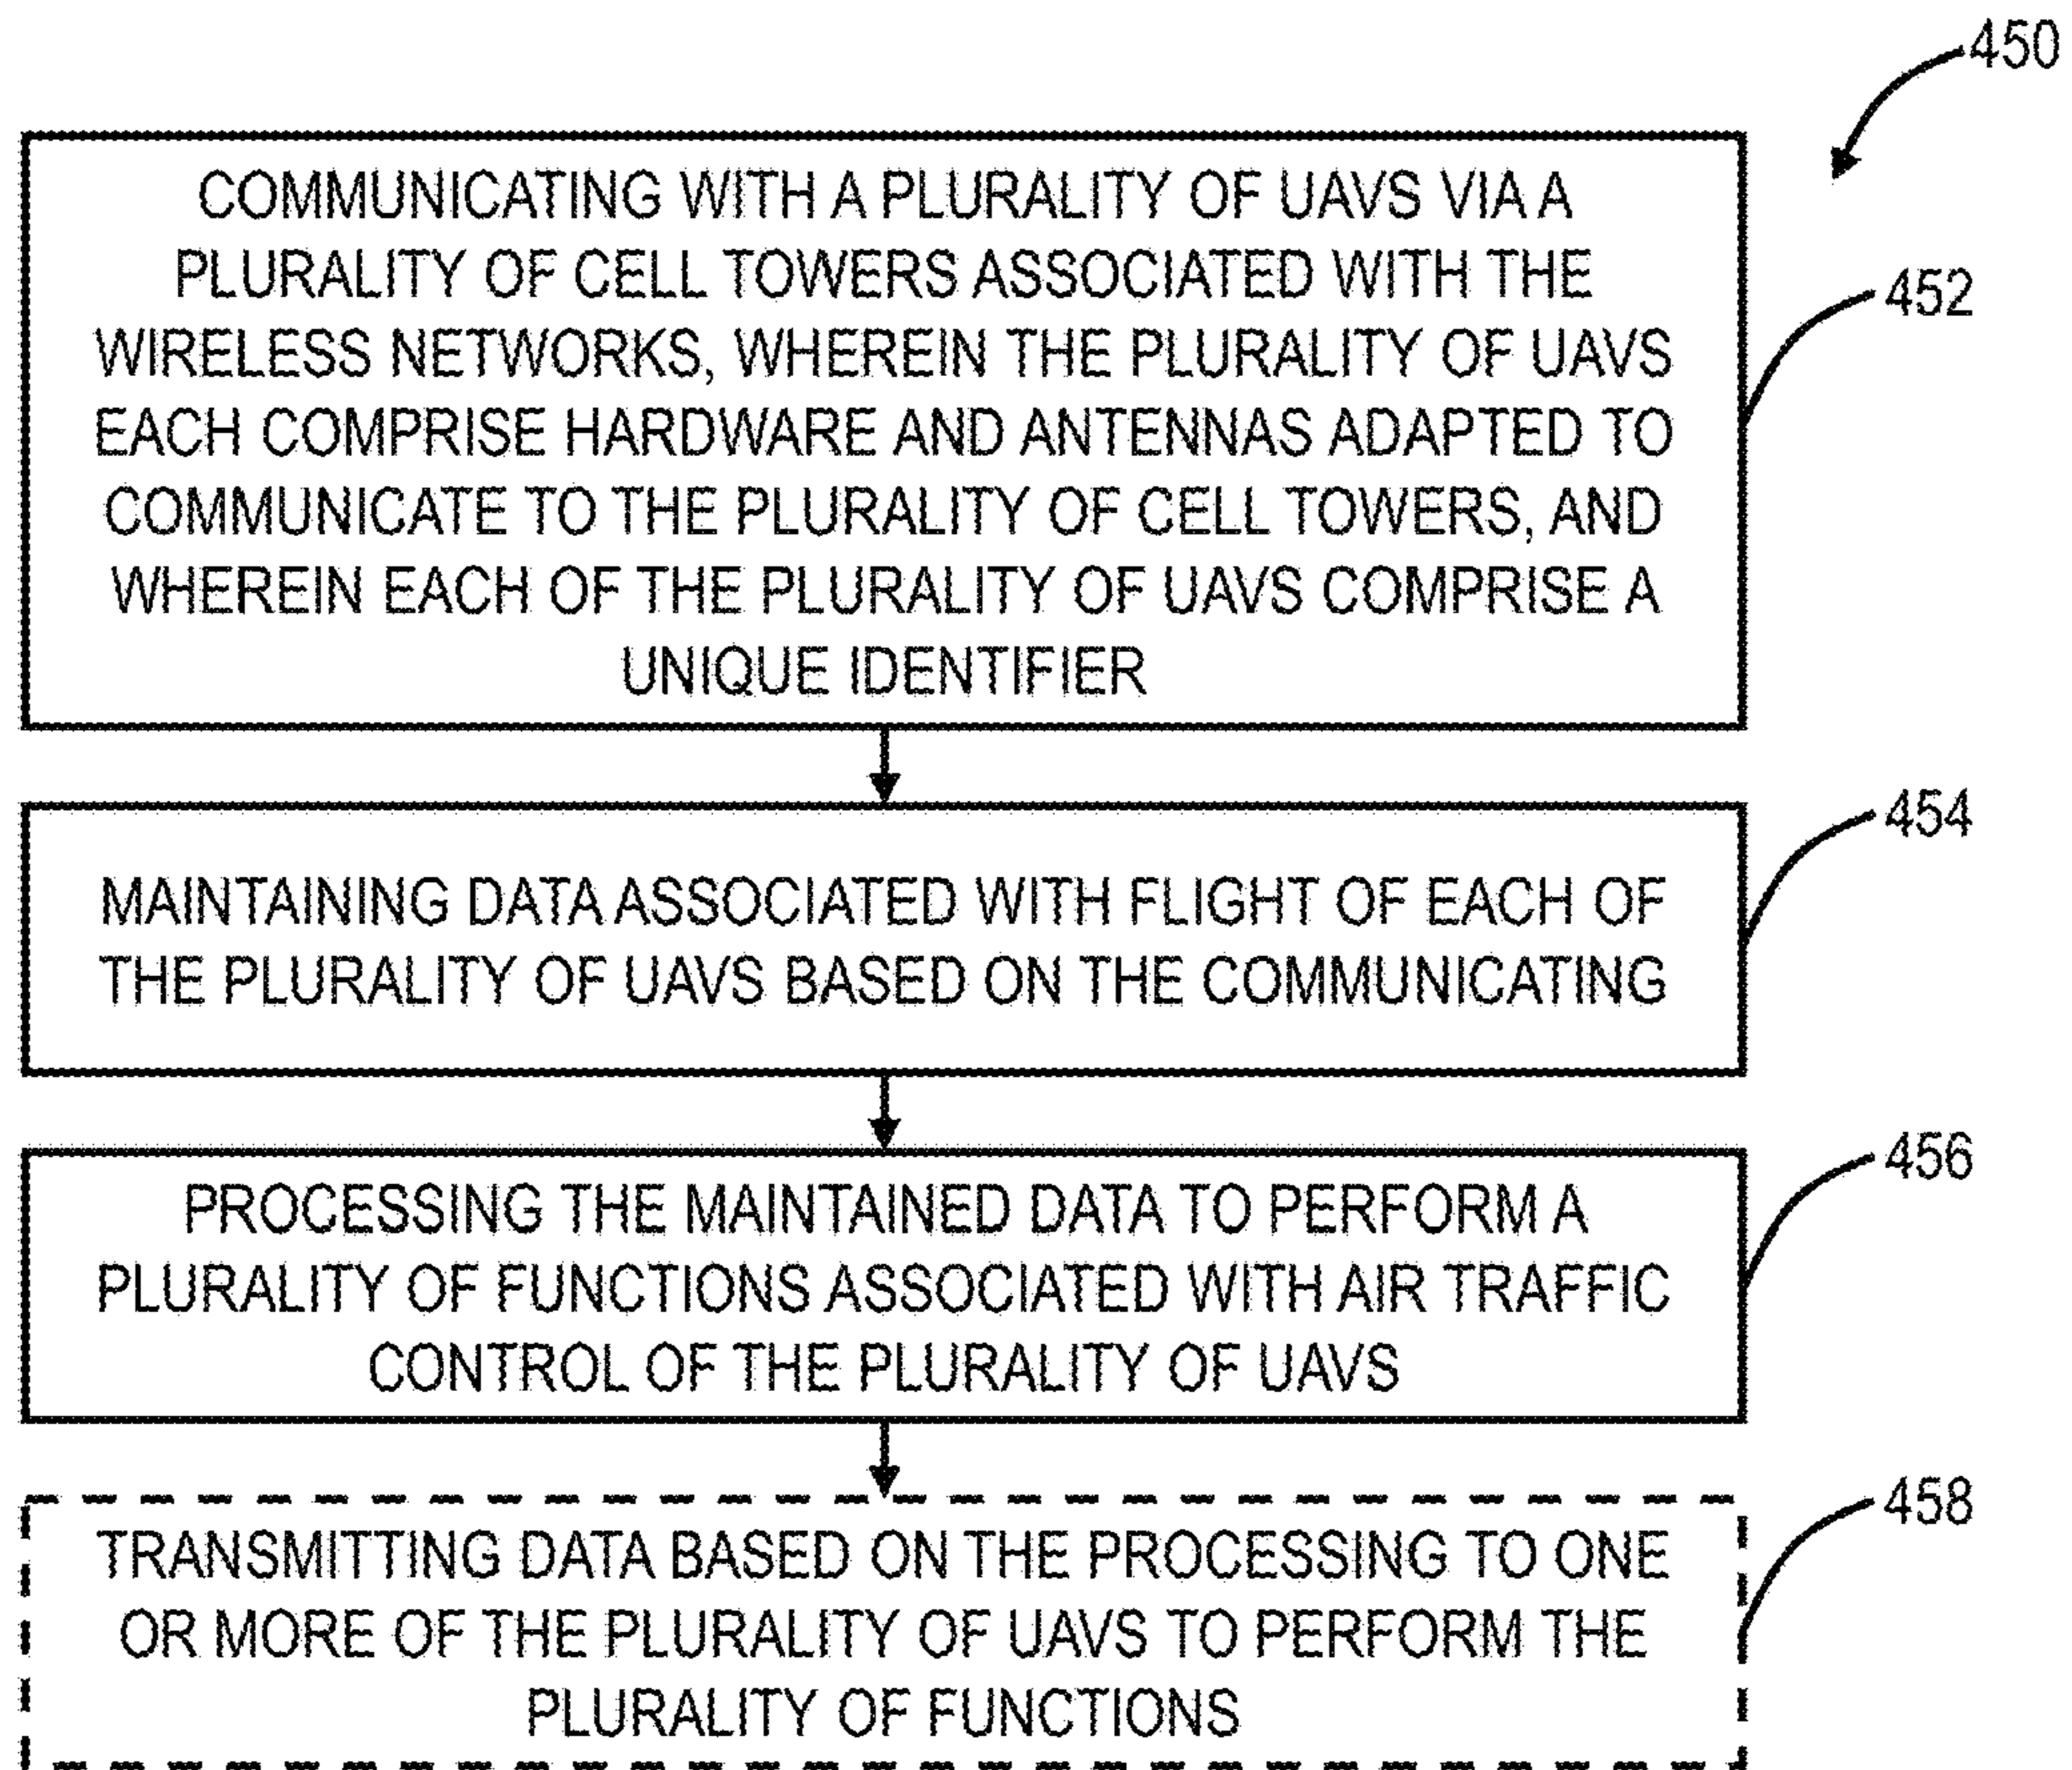 450
COMMUNICATING WITH A PLURALITY OF UAVS VIA A
PLURALITY OF CELL TOWERS ASSOCIATED WITH THE
WIRELESS NETWORKS, WHEREIN THE PLURALITY OF UAVS
EACH COMPRISE HARDWARE AND ANTENNAS ADAPTED TO
COMMUNICATE TO THE PLURALITY OF CELL TOWERS, AND
WHEREIN EACH OF THE PLURALITY OF UAVS COMPRISE A
UNIQUE IDENTIFIER
452
MAINTAINING DATA ASSOCIATED WITH FLIGHT OF EACH OF
THE PLURALITY OF UAVS BASED ON THE COMMUNICATING
454
PROCESSING THE MAINTAINED DATA TO PERFORM A
PLURALITY OF FUNCTIONS ASSOCIATED WITH AIR TRAFFIC
CONTROL OF THE PLURALITY OF UAVS
456
TRANSMITTING DATA BASED ON THE PROCESSING TO ONE
OR MORE OF THE PLURALITY OF UAVS TO PERFORM THE
PLURALITY OF FUNCTIONS
458